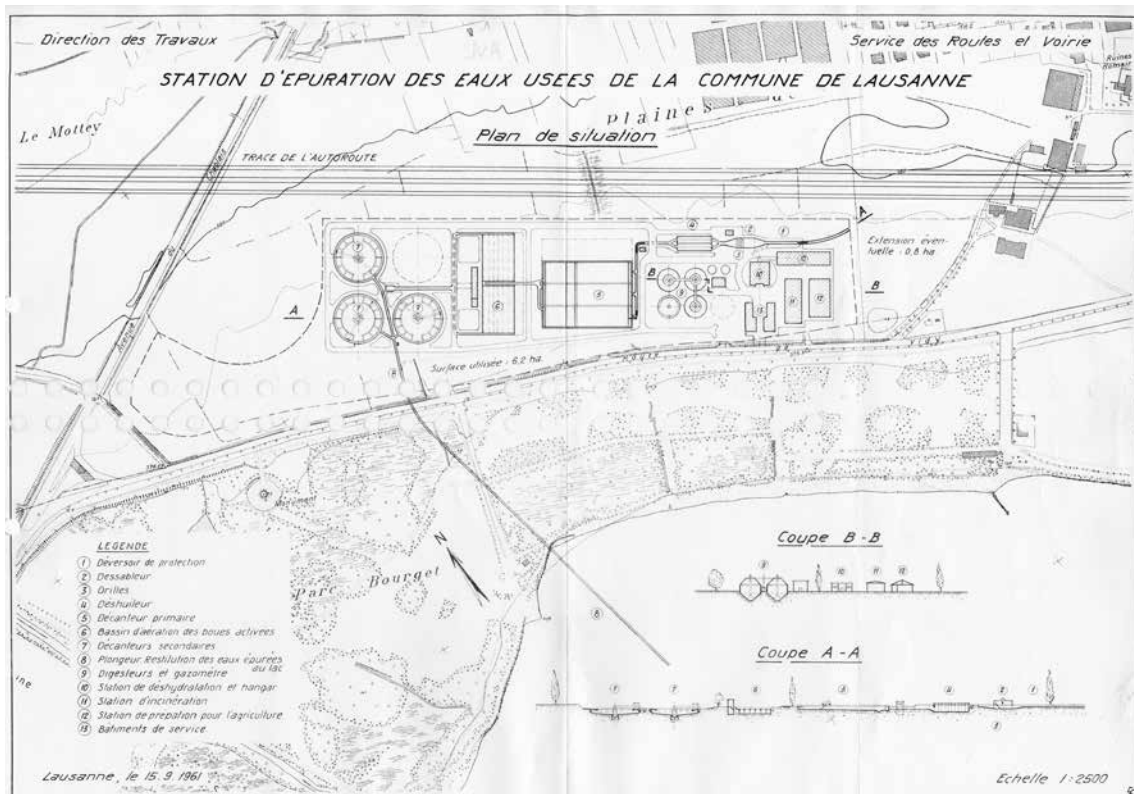 Direction des Travaux
Service des Routes et Voirie
STATION D'EPURATION DES EAUX USÉES DE LA COMMUNE DE LAUSANNE
Plan de situation
Le Mottey
Plaines
Ruines
TRACE DE L'AUTOROUTE
A
Extension éven-
tuelle : 0,8 ha
B
B
A
Surface utilisée : 6,2 ha
Parc Bourget
N
LEGENDE
1 Déversoir de protection
2 Dessableur
3 Grilles
4 Déshuileur
5 Décanteur primaire
6 Bassin d'aération des boues activées
7 Décanteurs secondaires
8 Plongeur. Restitution des eaux épurées au lac
9 Digesteurs et gazomètre
10 Station de déshydratation et hangar
11 Station d'incinération
12 Station de prépation pour l'agriculture
13 Batiments de service
Coupe B-B
Coupe A-A
Lausanne, le 15.9.1961
Echelle 1:2500